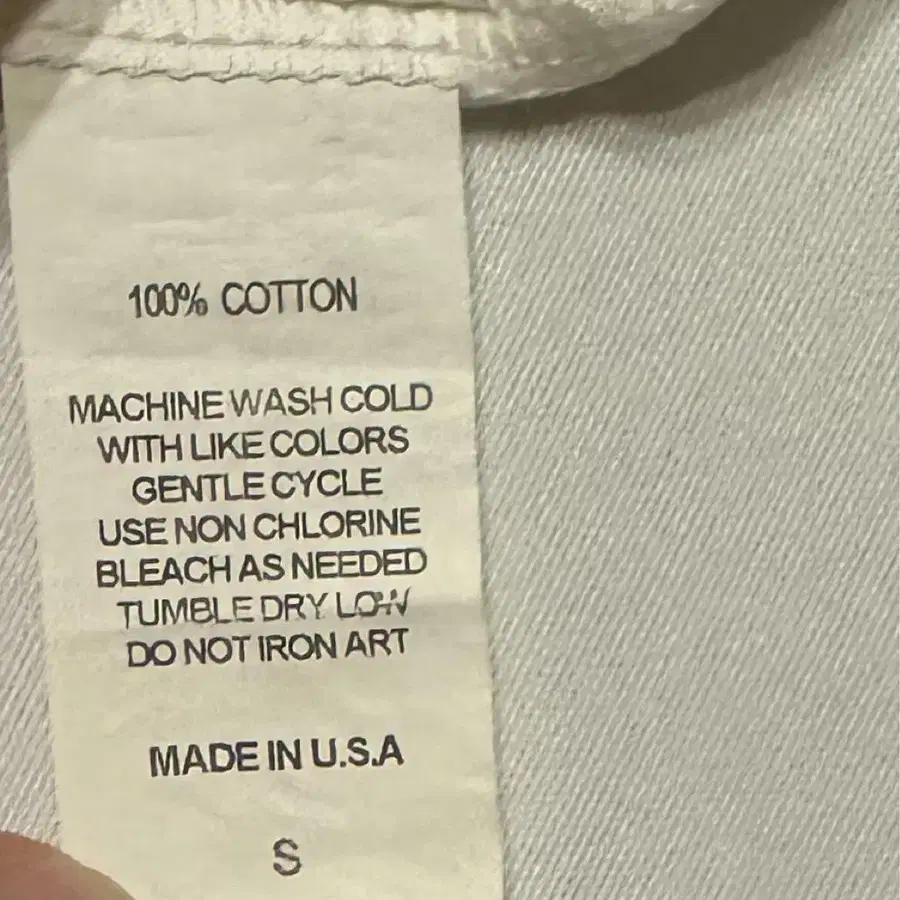 100% COTTON
MACHINE WASH COLD
WITH LIKE COLORS
GENTLE CYCLE
USE NON CHLORINE
BLEACH AS NEEDED
TUMBLE DRY LOW
DO NOT IRON ART
MADE IN U.S.A
S